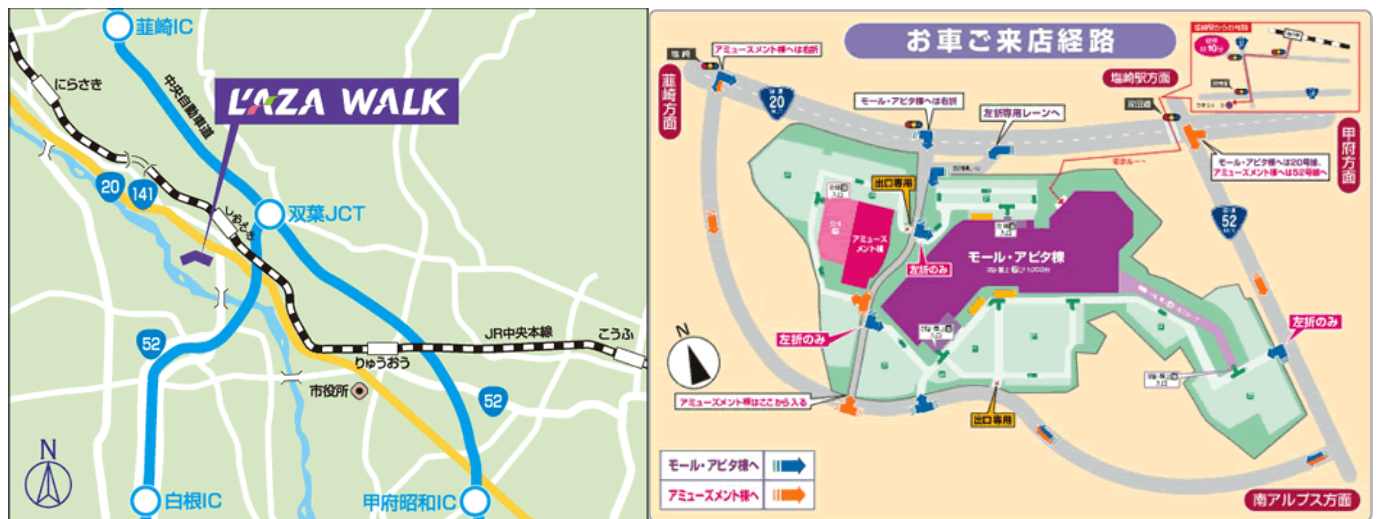 韮崎IC
にらさき
中央自動車道
L'AZA WALK
20
141
しおざき
双葉JCT
52
JR中央本線
こうふ
りゅうおう
市役所
52
N
白根IC
甲府昭和IC
お車ご来店経路
塩崎
アミューズメント棟へは右折
韮崎方面
国道
20
モール・アピタ棟へは右折
左折専用レーンへ
塩崎駅方面
約10分
甲府方面
モール・アピタ棟へは20号線、
アミューズメント棟へは52号線へ
国道
52
出口専用
アミューズ
メント棟
左折のみ
モール・アピタ棟
左折のみ
左折のみ
N
アミューズメント棟はここから入る
出口専用
モール・アピタ棟へ
アミューズメント棟へ
南アルプス方面